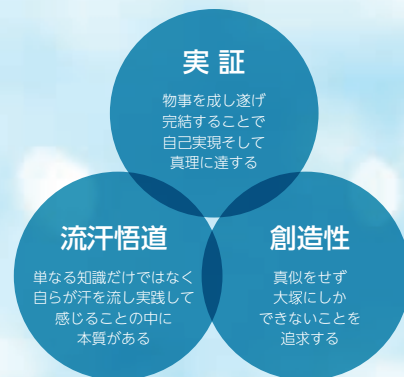 実証
物事を成し遂げ
完結することで
自己実現そして
真理に達する
流汗悟道
単なる知識だけではなく
自らが汗を流し実践して
感じることの中に
本質がある
創造性
真似をせず
大塚にしか
できないことを
追求する